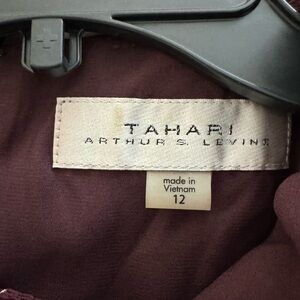 TAHARI
ARTHUR S. LEVINE
made in
Vietnam
12